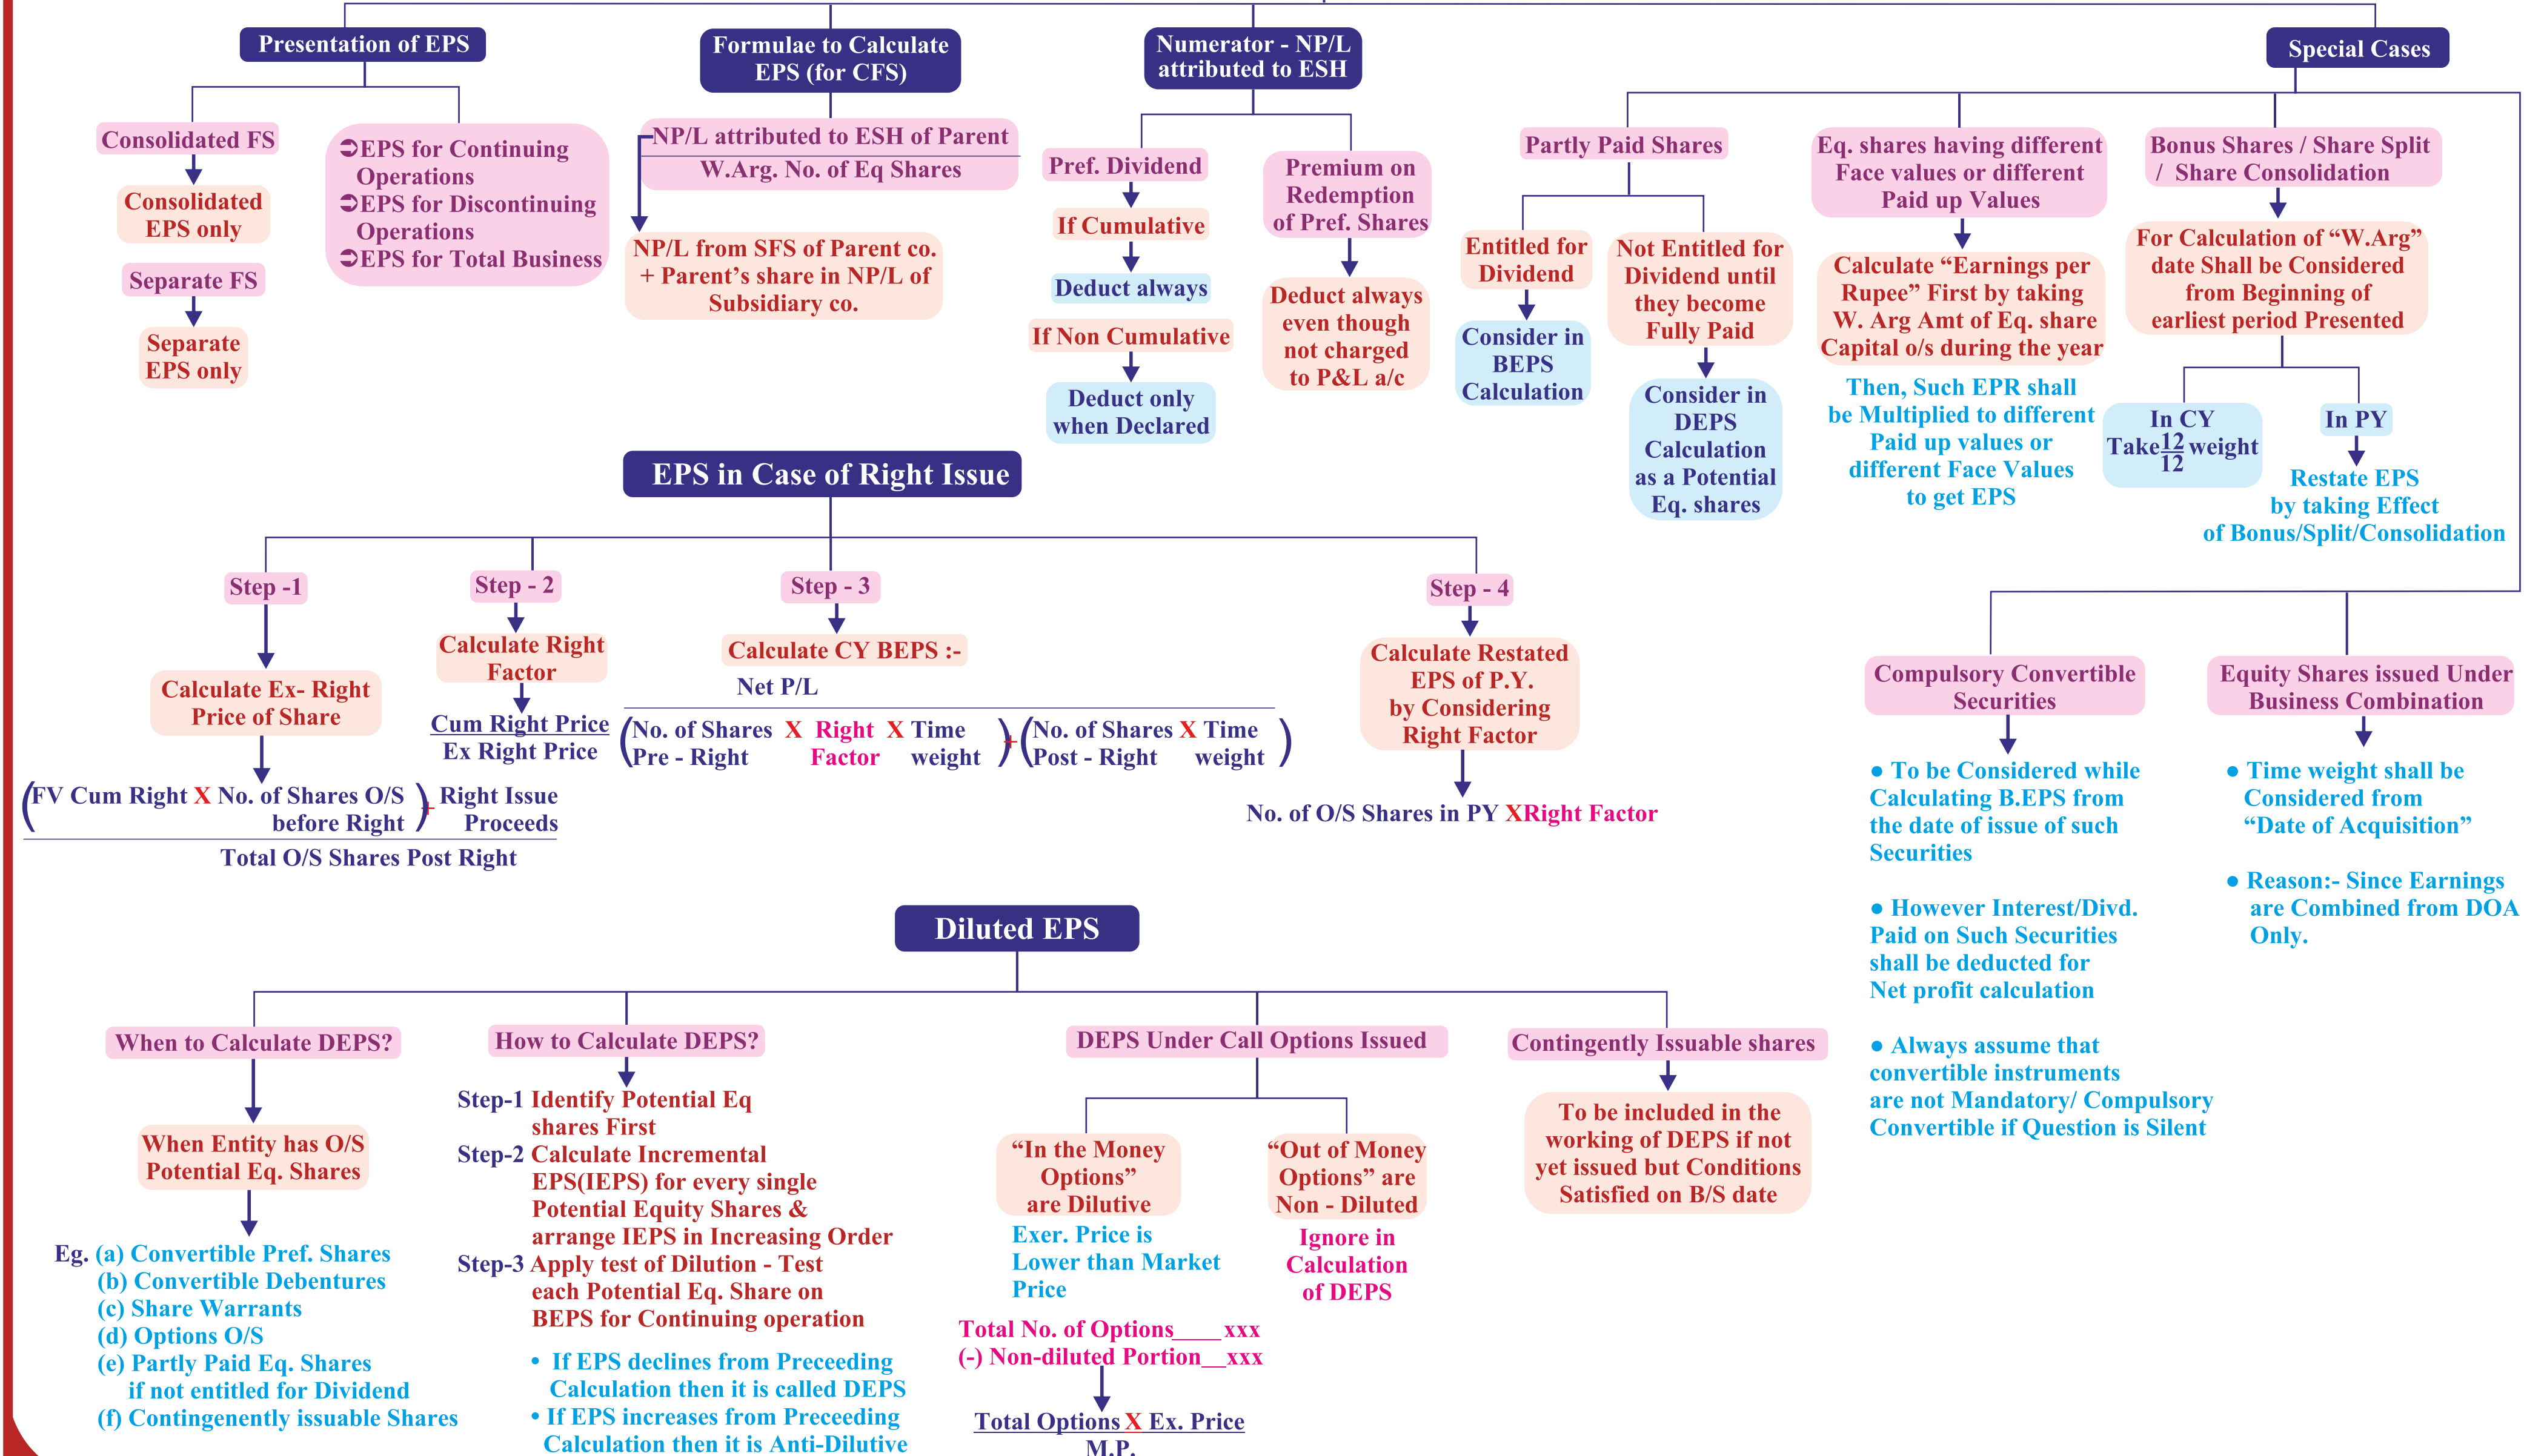 Presentation of EPS
Consolidated FS
Consolidated
EPS only
Separate FS
Separate
EPS only
➲EPS for Continuing
Operations
➲EPS for Discontinuing
Operations
➲EPS for Total Business
Formulae to Calculate
EPS (for CFS)
NP/L attributed to ESH of Parent
W.Arg. No. of Eq Shares
NP/L from SFS of Parent co.
+ Parent's share in NP/L of
Subsidiary co.
Numerator - NP/L
attributed to ESH
Pref. Dividend
If Cumulative
Deduct always
If Non Cumulative
Deduct only
when Declared
Premium on
Redemption
of Pref. Shares
Deduct always
even though
not charged
to P&L a/c
Special Cases
Partly Paid Shares
Entitled for
Dividend
Consider in
BEPS
Calculation
Not Entitled for
Dividend until
they become
Fully Paid
Consider in
DEPS
Calculation
as a Potential
Eq. shares
Eq. shares having different
Face values or different
Paid up Values
Calculate “Earnings per
Rupee” First by taking
W. Arg Amt of Eq. share
Capital o/s during the year
Then, Such EPR shall
be Multiplied to different
Paid up values or
different Face Values
to get EPS
Bonus Shares / Share Split
/ Share Consolidation
For Calculation of “W.Arg”
date Shall be Considered
from Beginning of
earliest period Presented
In CY
Take 12/12 weight
In PY
Restate EPS
by taking Effect
of Bonus/Split/Consolidation
Compulsory Convertible
Securities
● To be Considered while
Calculating B.EPS from
the date of issue of such
Securities
● However Interest/Divd.
Paid on Such Securities
shall be deducted for
Net profit calculation
● Always assume that
convertible instruments
are not Mandatory/ Compulsory
Convertible if Question is Silent
Equity Shares issued Under
Business Combination
● Time weight shall be
Considered from
“Date of Acquisition”
● Reason:- Since Earnings
are Combined from DOA
Only.
EPS in Case of Right Issue
Step -1
Calculate Ex- Right
Price of Share
(FV Cum Right X No. of Shares O/S ) + Right Issue
before Right Proceeds
Total O/S Shares Post Right
Step - 2
Calculate Right
Factor
Cum Right Price
Ex Right Price
Step - 3
Calculate CY BEPS :-
Net P/L
(No. of Shares X Right X Time ) + (No. of Shares X Time )
Pre - Right Factor weight Post - Right weight
Step - 4
Calculate Restated
EPS of P.Y.
by Considering
Right Factor
No. of O/S Shares in PY XRight Factor
Diluted EPS
When to Calculate DEPS?
When Entity has O/S
Potential Eq. Shares
Eg. (a) Convertible Pref. Shares
(b) Convertible Debentures
(c) Share Warrants
(d) Options O/S
(e) Partly Paid Eq. Shares
if not entitled for Dividend
(f) Contingenently issuable Shares
How to Calculate DEPS?
Step-1 Identify Potential Eq
shares First
Step-2 Calculate Incremental
EPS(IEPS) for every single
Potential Equity Shares &
arrange IEPS in Increasing Order
Step-3 Apply test of Dilution - Test
each Potential Eq. Share on
BEPS for Continuing operation
• If EPS declines from Preceeding
Calculation then it is called DEPS
• If EPS increases from Preceeding
Calculation then it is Anti-Dilutive
DEPS Under Call Options Issued
“In the Money
Options”
are Dilutive
Exer. Price is
Lower than Market
Price
“Out of Money
Options” are
Non - Diluted
Ignore in
Calculation
of DEPS
Total No. of Options____xxx
(-) Non-diluted Portion__xxx
Total Options X Ex. Price
M.P.
Contingently Issuable shares
To be included in the
working of DEPS if not
yet issued but Conditions
Satisfied on B/S date